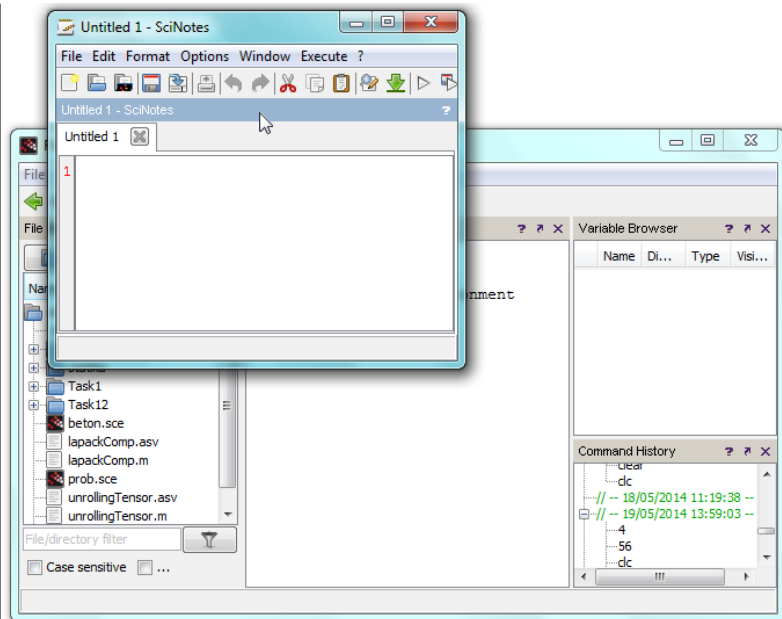 Untitled 1 - SciNotes
File Edit Format Options Window Execute ?
Untitled 1 - SciNotes ?
Untitled 1
1
File
File
? ↗ ×
Variable Browser ? ↗ ×
Name Di... Type Visi...
nment
Task1
Task12
beton.sce
lapackComp.asv
lapackComp.m
prob.sce
unrollingTensor.asv
unrollingTensor.m
File/directory filter
Case sensitive ...
Command History ? ↗ ×
clear
clc
// -- 18/05/2014 11:19:38 --
// -- 19/05/2014 13:59:03 --
4
56
clc